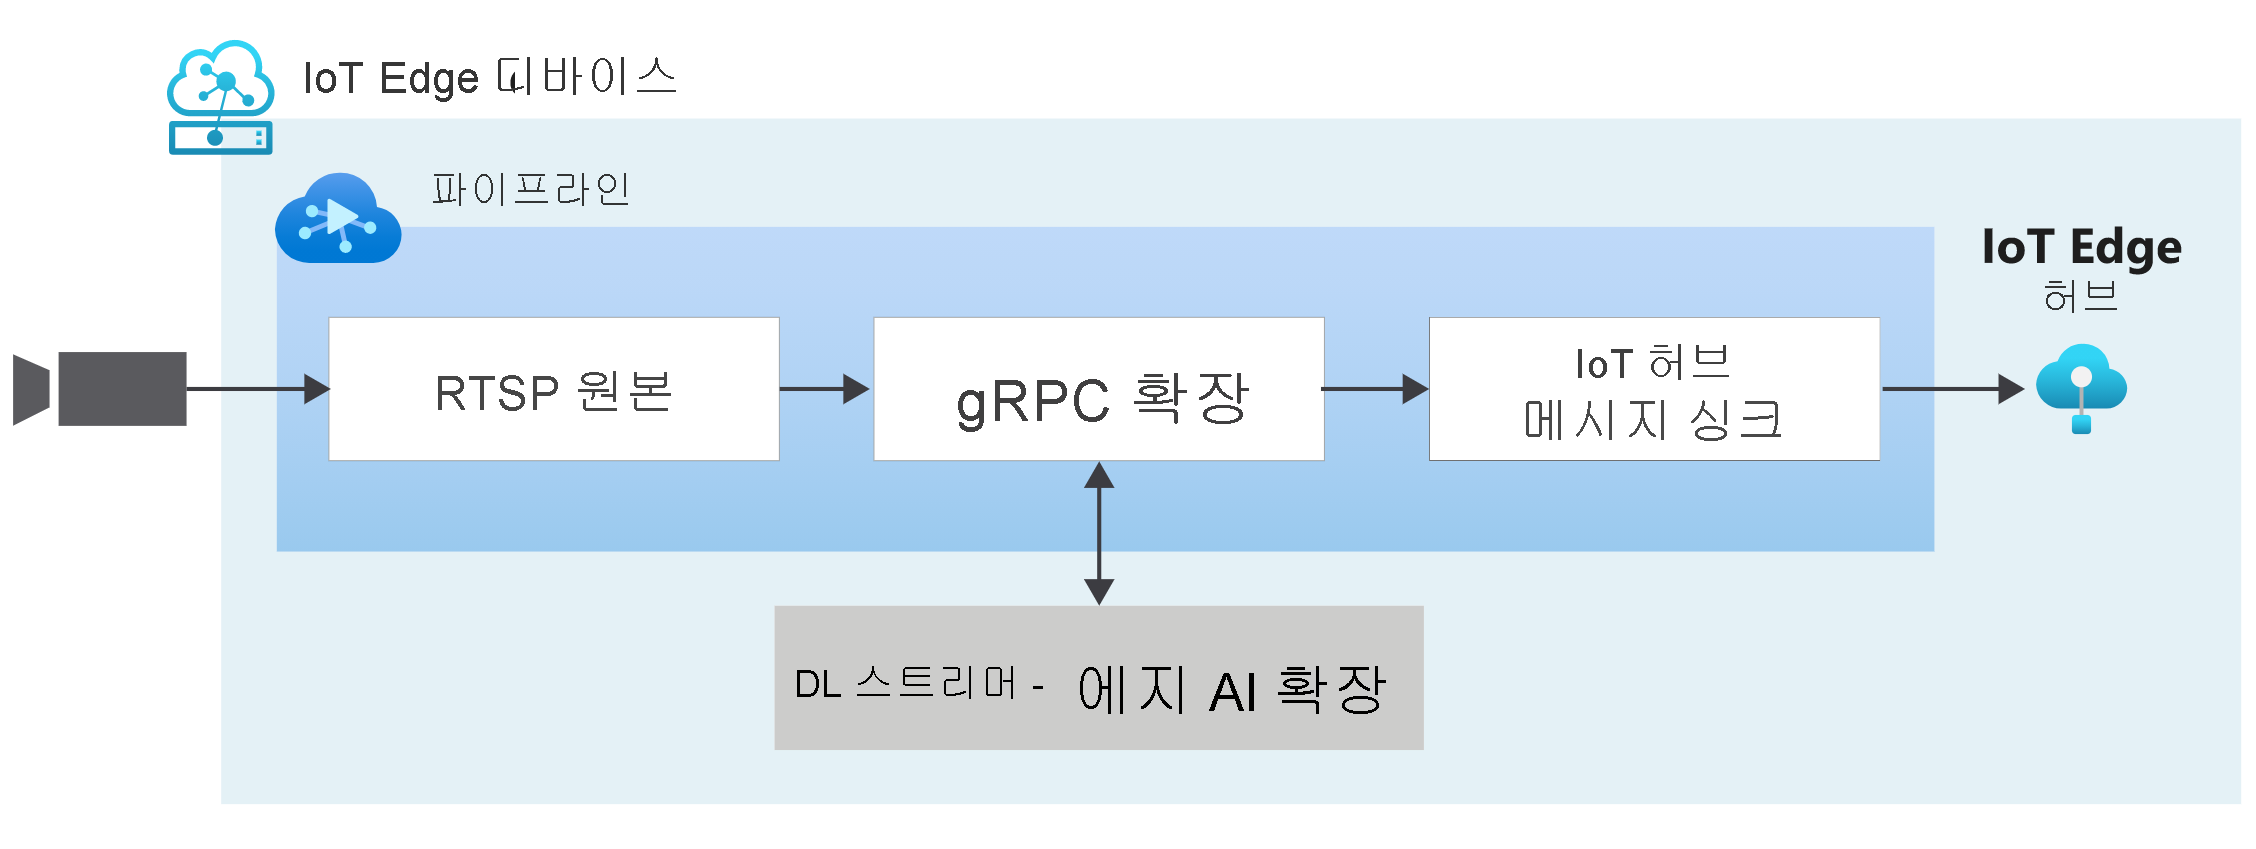 IoT Edge 디바이스
파이프라인
IoT Edge
허브
RTSP 원본
gRPC 확장
IoT 허브
메시지 싱크
DL 스트리머 - 에지 AI 확장